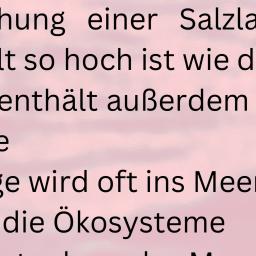 hung einer Salzla
lt so hoch ist wie d
enthält außerdem
e
ge wird oft ins Meer
die Ökosysteme